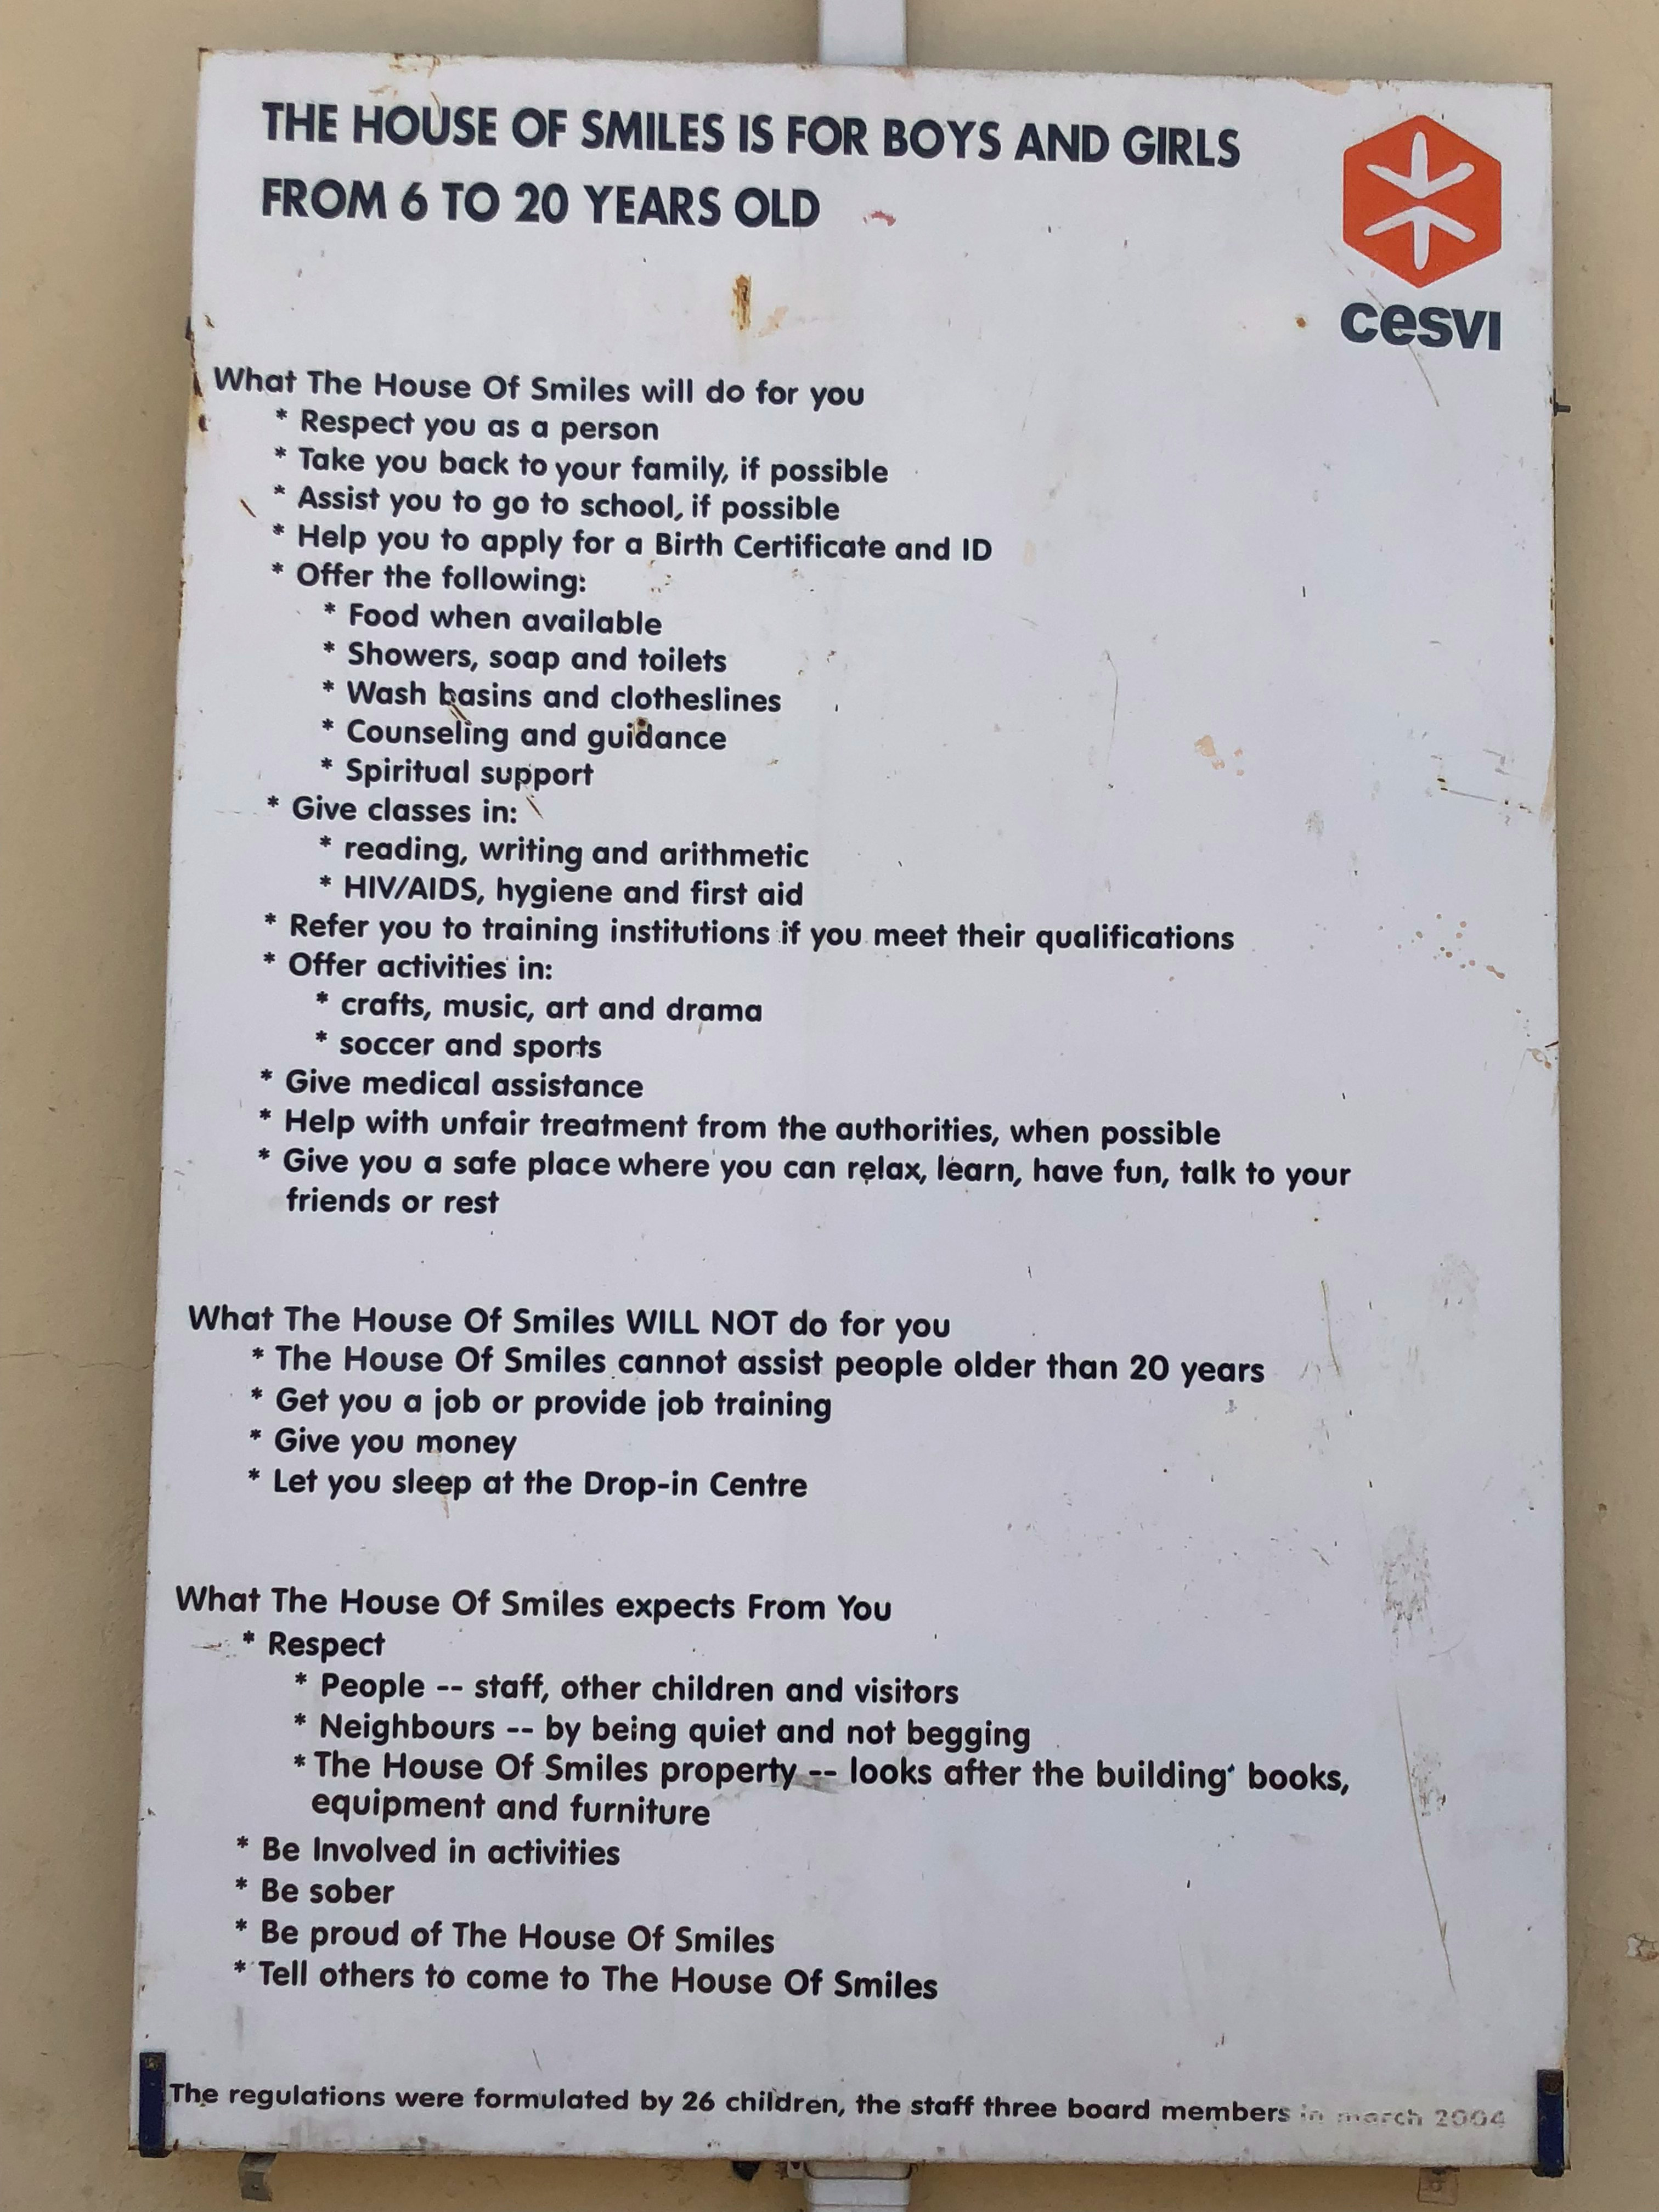 THE HOUSE OF SMILES IS FOR BOYS AND GIRLS
FROM 6 TO 20 YEARS OLD
cesvi
What The House Of Smiles will do for you
* Respect you as a person
* Take you back to your family, if possible
* Assist you to go to school, if possible
* Help you to apply for a Birth Certificate and ID
* Offer the following:
* Food when available
* Showers, soap and toilets
* Wash basins and clotheslines
* Counseling and guidance
* Spiritual support
* Give classes in:
* reading, writing and arithmetic
* HIV/AIDS, hygiene and first aid
* Refer you to training institutions if you meet their qualifications
* Offer activities in:
* crafts, music, art and drama
* soccer and sports
* Give medical assistance
* Help with unfair treatment from the authorities, when possible
* Give you a safe place where you can relax, learn, have fun, talk to your
friends or rest
What The House Of Smiles WILL NOT do for you
* The House Of Smiles cannot assist people older than 20 years
* Get you a job or provide job training
* Give you money
* Let you sleep at the Drop-in Centre
What The House Of Smiles expects From You
* Respect
* People -- staff, other children and visitors
* Neighbours -- by being quiet and not begging
* The House Of Smiles property -- looks after the building' books,
equipment and furniture
* Be Involved in activities
* Be sober
* Be proud of The House Of Smiles
* Tell others to come to The House Of Smiles
The regulations were formulated by 26 children, the staff three board members in march 2004